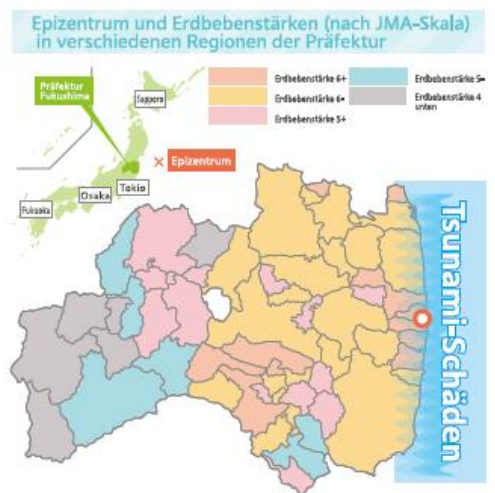 Epizentrum und Erdbebenstärken (nach JMA-Skala)
in verschiedenen Regionen der Präfektur
Präfektur
Fukushima
Sapporo
Epizentrum
Tokio
Osaka
Fukuoka
Erdbebenstärke 6+
Erdbebenstärke 6-
Erdbebenstärke 5+
Erdbebenstärke 5-
Erdbebenstärke 4
unten
Tsunami-Schäden